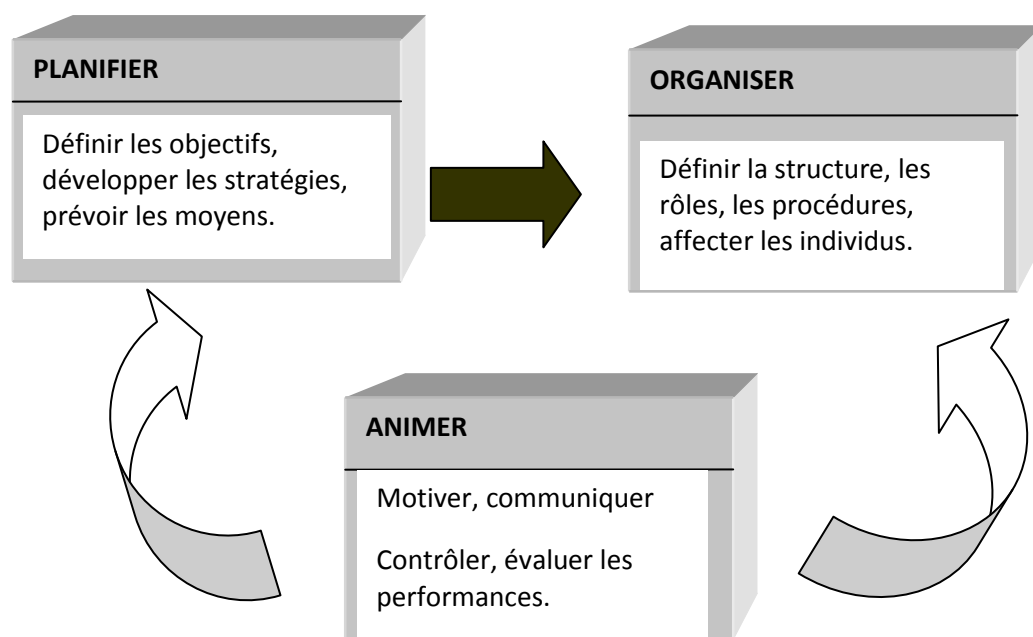 PLANIFIER
Définir les objectifs,
développer les stratégies,
prévoir les moyens.
ORGANISER
Définir la structure, les
rôles, les procédures,
affecter les individus.
ANIMER
Motiver, communiquer
Contrôler, évaluer les
performances.